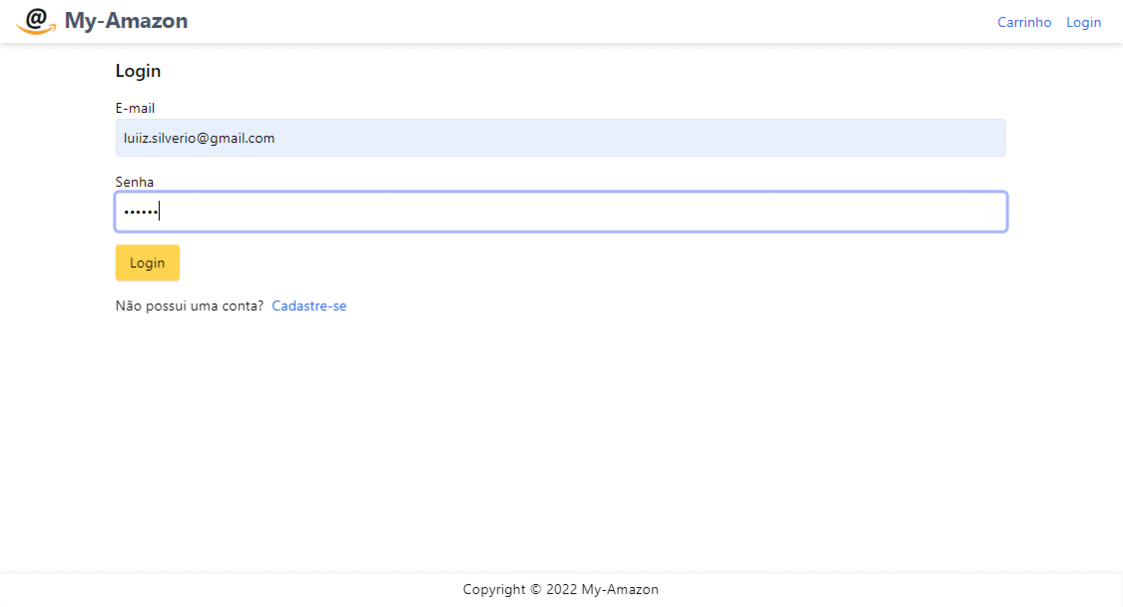 @ My-Amazon
Carrinho Login
Login
E-mail
luiiz.silverio@gmail.com
Senha
••••••
Login
Não possui uma conta? Cadastre-se
Copyright © 2022 My-Amazon